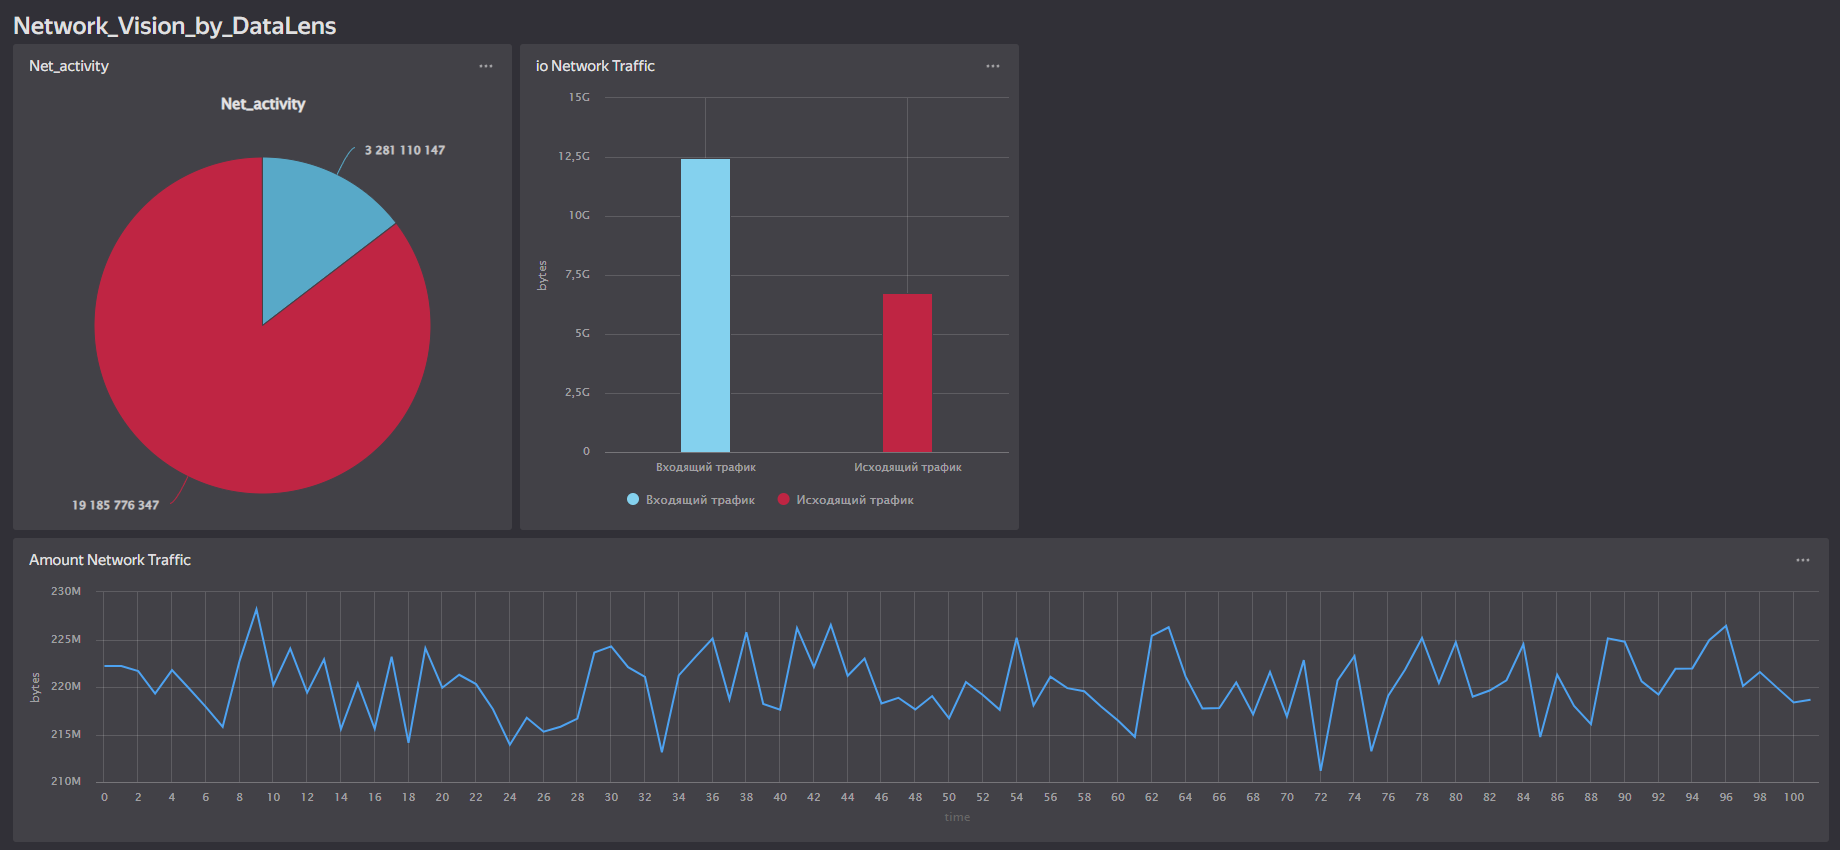 Network_Vision_by_DataLens
Net_activity
Net_activity
3 281 110 147
19 185 776 347
io Network Traffic
15G
12,5G
10G
7,5G
5G
2,5G
0
bytes
Входящий трафик Исходящий трафик
Входящий трафик Исходящий трафик
Amount Network Traffic
230M
225M
220M
215M
210M
bytes
0 2 4 6 8 10 12 14 16 18 20 22 24 26 28 30 32 34 36 38 40 42 44 46 48 50 52 54 56 58 60 62 64 66 68 70 72 74 76 78 80 82 84 86 88 90 92 94 96 98 100
time